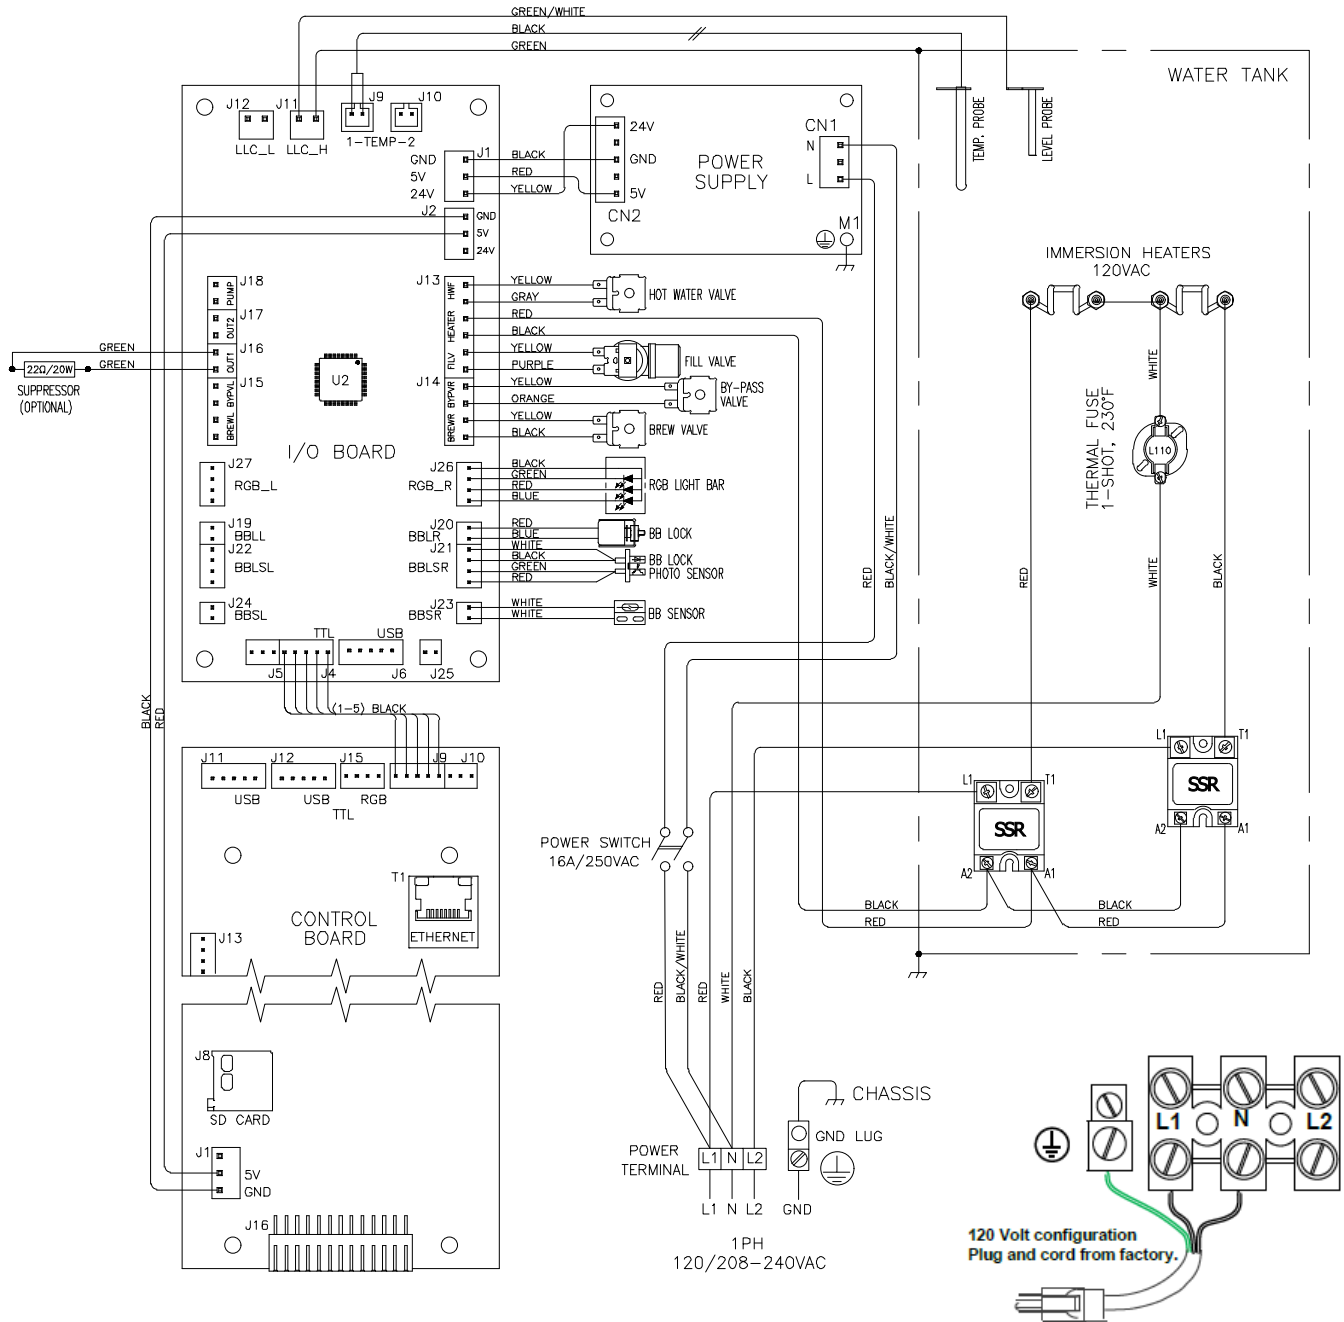 GREEN/WHITE
BLACK
GREEN
WATER TANK
J12
J11
J9
J10
LLC_L
LLC_H
1-TEMP-2
TEMP. PROBE
LEVEL PROBE
GND
5V
24V
J1
BLACK
RED
YELLOW
24V
GND
5V
CN2
POWER
SUPPLY
CN1
N
L
M1
J2
GND
5V
24V
IMMERSION HEATERS
120VAC
J18
PUMP
J17
OUT2
J16
OUT1
J15
BYPVL
BREWL
GREEN
GREEN
22Ω/20W
SUPPRESSOR
(OPTIONAL)
U2
I/O BOARD
J13
HWF
HEATER
FILV
J14
BYPVR
BREWR
YELLOW
GRAY
RED
BLACK
YELLOW
PURPLE
YELLOW
ORANGE
YELLOW
BLACK
HOT WATER VALVE
FILL VALVE
BY-PASS
VALVE
BREW VALVE
WHITE
THERMAL FUSE
1-SHOT, 230°F
L110
J27
RGB_L
J26
RGB_R
BLACK
GREEN
RED
BLUE
RGB LIGHT BAR
J19
BBLL
J22
BBLSL
J20
BBLR
J21
BBLSR
RED
BLUE
WHITE
BLACK
GREEN
RED
BB LOCK
BB LOCK
PHOTO SENSOR
J24
BBSL
J23
BBSR
WHITE
WHITE
BB SENSOR
RED
BLACK/WHITE
RED
WHITE
BLACK
TTL
USB
J5
J4
J6
J25
(1-5) BLACK
BLACK
RED
J11
J12
J15
J9
J10
USB
USB
RGB
TTL
L1
T1
SSR
A2
A1
L1
T1
SSR
A2
A1
POWER SWITCH
16A/250VAC
T1
ETHERNET
CONTROL
BOARD
J13
BLACK
RED
BLACK
RED
RED
BLACK/WHITE
RED
WHITE
BLACK
J8
SD CARD
CHASSIS
GND LUG
POWER
TERMINAL
L1
N
L2
L1
N
L2
GND
J1
5V
GND
J16
1PH
120/208-240VAC
L1
N
L2
120 Volt configuration
Plug and cord from factory.